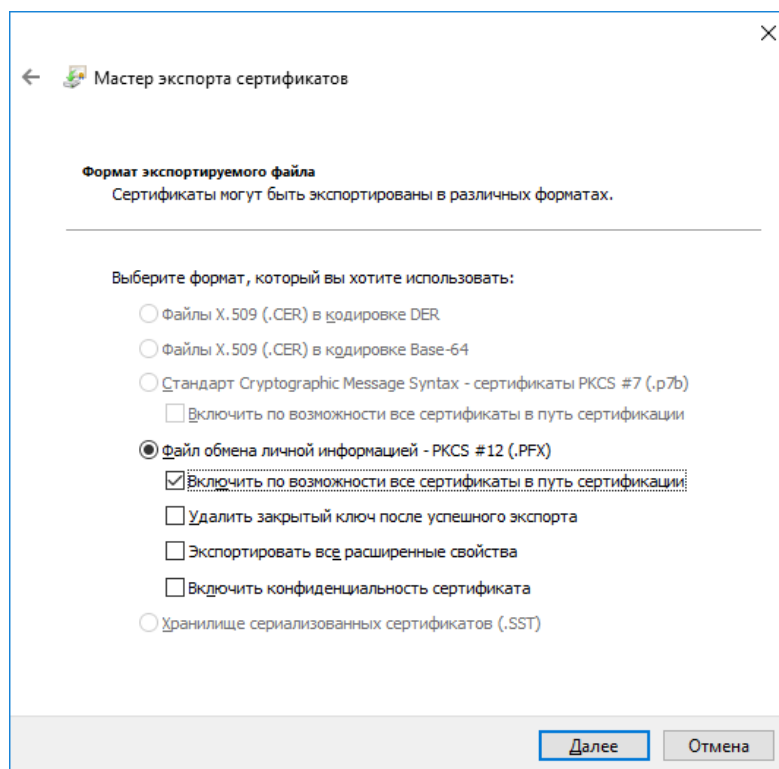 Мастер экспорта сертификатов
Формат экспортируемого файла
Сертификаты могут быть экспортированы в различных форматах.
Выберите формат, который вы хотите использовать:
Файлы X.509 (.CER) в кодировке DER
Файлы X.509 (.CER) в кодировке Base-64
Стандарт Cryptographic Message Syntax - сертификаты PKCS #7 (.p7b)
Включить по возможности все сертификаты в путь сертификации
Файл обмена личной информацией - PKCS #12 (.PFX)
Включить по возможности все сертификаты в путь сертификации
Удалить закрытый ключ после успешного экспорта
Экспортировать все расширенные свойства
Включить конфиденциальность сертификата
Хранилище сериализованных сертификатов (.SST)
Далее
Отмена